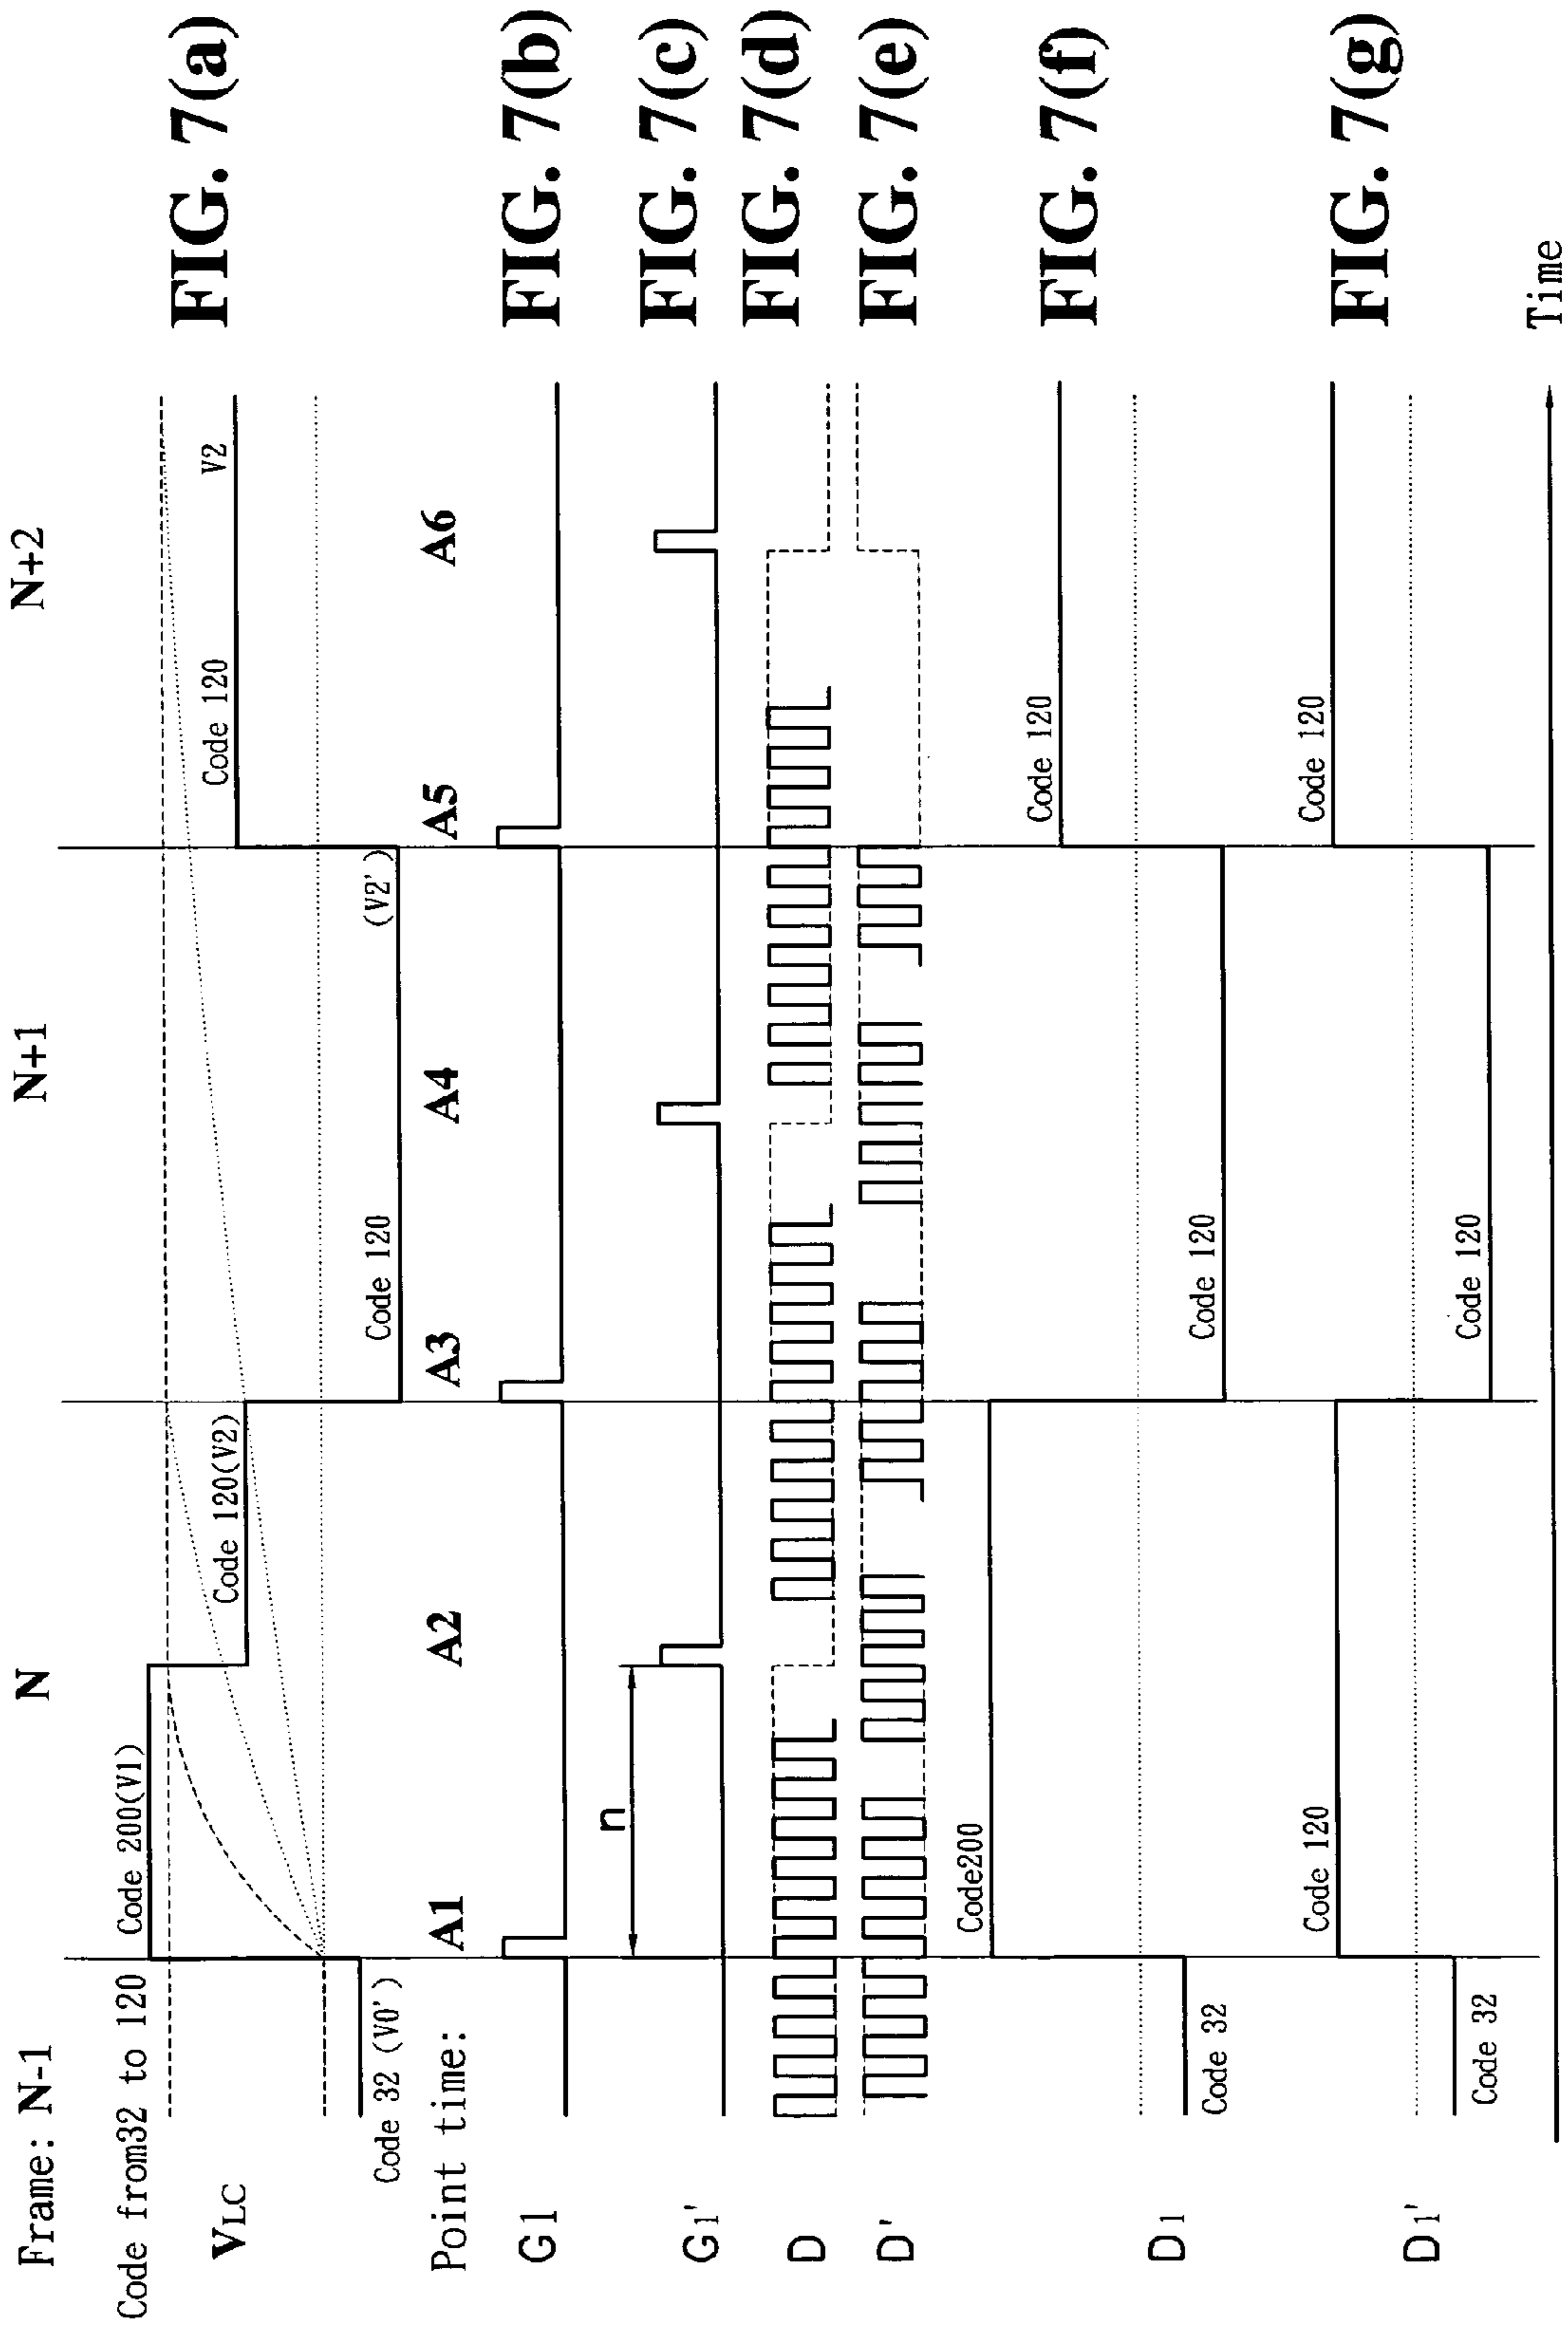 Frame: N-1 N N+1 N+2
Code from32 to 120
Code 200(V1)
VLC
Code 120(V2)
Code 120
V2
FIG. 7(a)
Code 32 (V0')
Code 120
(V2')
Point time:
A1 A2 A3 A4 A5 A6
G1
FIG. 7(b)
n
G1'
FIG. 7(c)
D
FIG. 7(d)
D'
FIG. 7(e)
Code200
Code 120
FIG. 7(f)
D1
Code 32
Code 120
Code 120
Code 120
FIG. 7(g)
D1'
Code 32
Code 120
Time